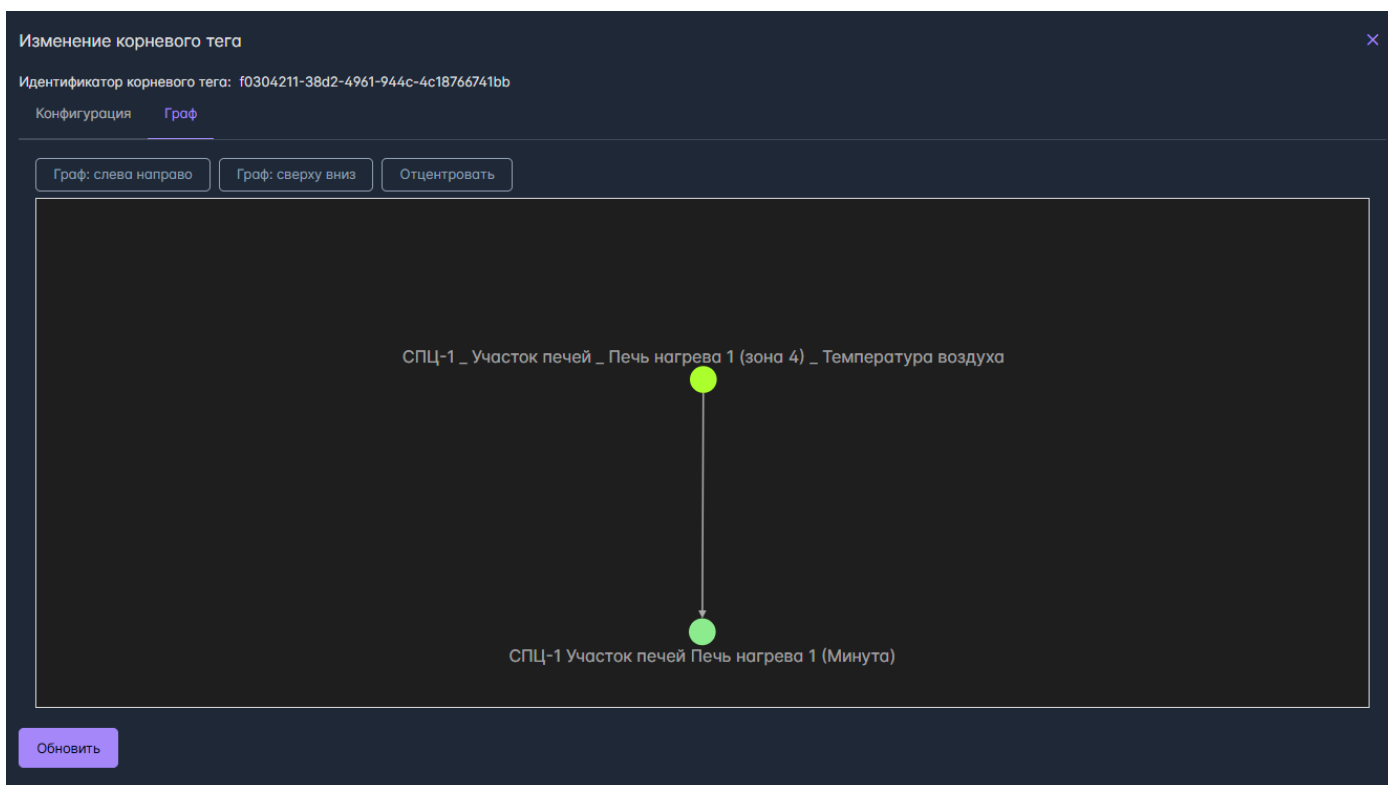 Изменение корневого тега
Идентификатор корневого тега: f0304211-38d2-4961-944c-4c18766741bb
Конфигурация Граф
Граф: слева направо Граф: сверху вниз Отцентровать
СПЦ-1 _ Участок печей _ Печь нагрева 1 (зона 4) _ Температура воздуха
СПЦ-1 Участок печей Печь нагрева 1 (Минута)
Обновить